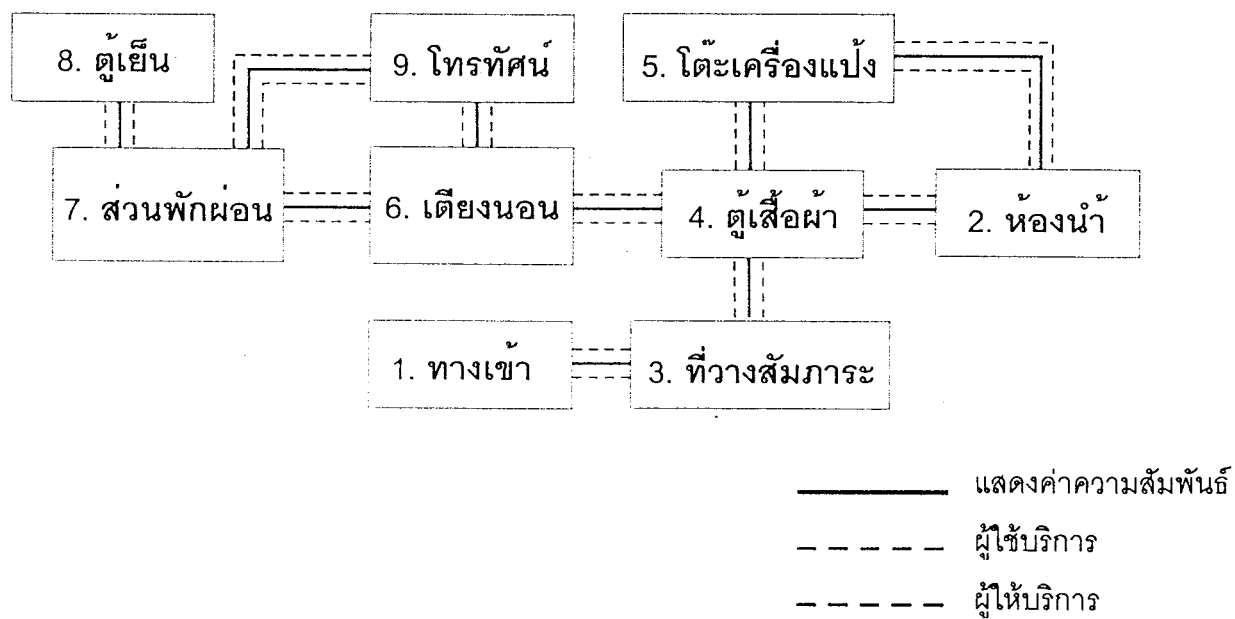 8. ตู้เย็น
9. โทรทัศน์
5. โต๊ะเครื่องแป้ง
7. ส่วนพักผ่อน
6. เตียงนอน
4. ตู้เสื้อผ้า
2. ห้องน้ำ
1. ทางเข้า
3. ที่วางสัมภาระ
แสดงค่าความสัมพันธ์
ผู้ใช้บริการ
ผู้ให้บริการ